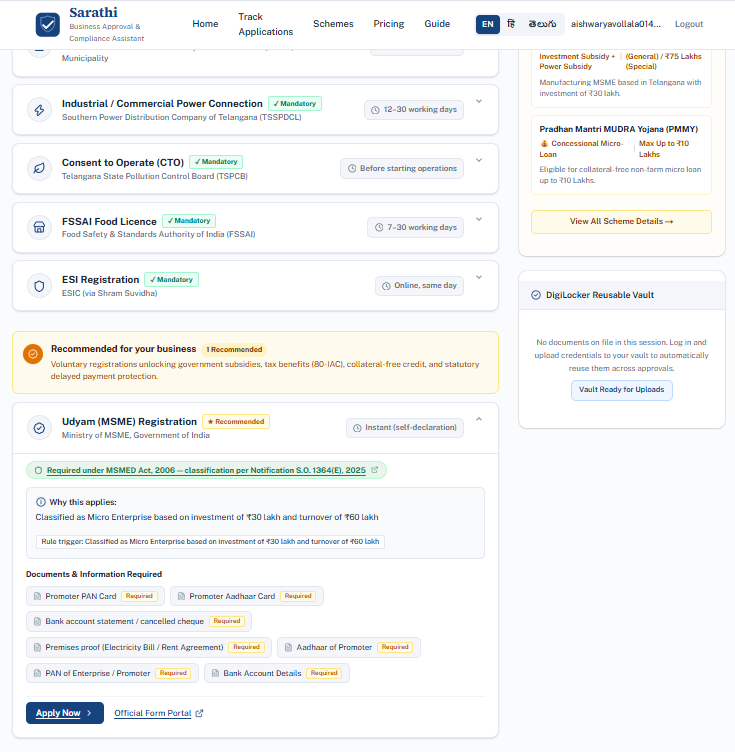 Sarathi
Business Approval &
Compliance Assistant
Home
Track
Applications
Schemes
Pricing
Guide
EN
हिं
తెలుగు
aishwaryavollala014...
Logout
Municipality
Industrial / Commercial Power Connection ✓ Mandatory
Southern Power Distribution Company of Telangana (TSSPDCL)
12–30 working days
Consent to Operate (CTO) ✓ Mandatory
Telangana State Pollution Control Board (TSPCB)
Before starting operations
FSSAI Food Licence ✓ Mandatory
Food Safety & Standards Authority of India (FSSAI)
7–30 working days
ESI Registration ✓ Mandatory
ESIC (via Shram Suvidha)
Online, same day
Recommended for your business 1 Recommended
Voluntary registrations unlocking government subsidies, tax benefits (80-IAC), collateral-free credit, and statutory
delayed payment protection.
Udyam (MSME) Registration ★ Recommended
Ministry of MSME, Government of India
Instant (self-declaration)
Required under MSMED Act, 2006 — classification per Notification S.O. 1364(E), 2025
Why this applies:
Classified as Micro Enterprise based on investment of ₹30 lakh and turnover of ₹60 lakh
Rule trigger: Classified as Micro Enterprise based on investment of ₹30 lakh and turnover of ₹60 lakh
Documents & Information Required
Promoter PAN Card Required
Promoter Aadhaar Card Required
Bank account statement / cancelled cheque Required
Premises proof (Electricity Bill / Rent Agreement) Required
Aadhaar of Promoter Required
PAN of Enterprise / Promoter Required
Bank Account Details Required
Apply Now
Official Form Portal
Investment Subsidy +
Power Subsidy
(General) / ₹75 Lakhs
(Special)
Manufacturing MSME based in Telangana with
investment of ₹30 lakh.
Pradhan Mantri MUDRA Yojana (PMMY)
Concessional Micro-
Loan
Max Up to ₹10
Lakhs
Eligible for collateral-free non-farm micro loan
up to ₹10 Lakhs.
View All Scheme Details →
DigiLocker Reusable Vault
No documents on file in this session. Log in and
upload credentials to your vault to automatically
reuse them across approvals.
Vault Ready for Uploads